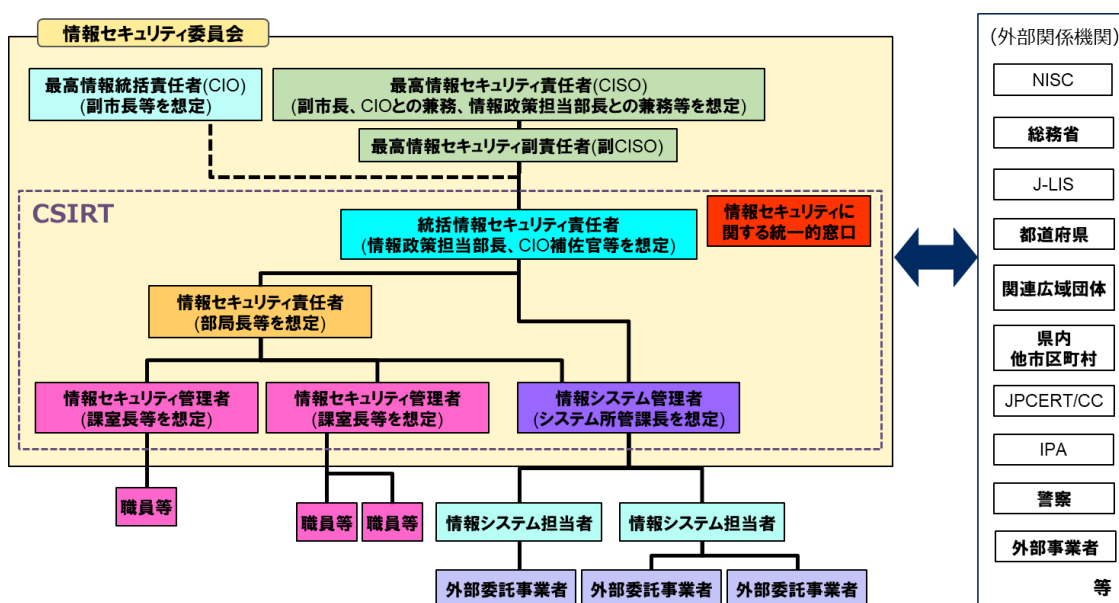 情報セキュリティ委員会
最高情報統括責任者(CIO)
(副市長等を想定)
最高情報セキュリティ責任者(CISO)
(副市長、CIOとの兼務、情報政策担当部長との兼務等を想定)
最高情報セキュリティ副責任者(副CISO)
CSIRT
統括情報セキュリティ責任者
(情報政策担当部長、CIO補佐官等を想定)
情報セキュリティに
関する統一的窓口
情報セキュリティ責任者
(部局長等を想定)
情報セキュリティ管理者
(課室長等を想定)
情報セキュリティ管理者
(課室長等を想定)
情報システム管理者
(システム所管課長を想定)
職員等
職員等
職員等
情報システム担当者
情報システム担当者
外部委託事業者
外部委託事業者
外部委託事業者
(外部関係機関)
NISC
総務省
J-LIS
都道府県
関連広域団体
県内
他市区町村
JPCERT/CC
IPA
警察
外部事業者
等